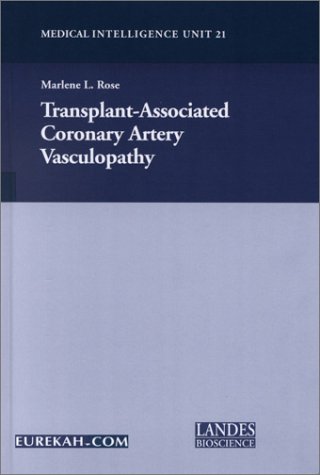 MEDICAL INTELLIGENCE UNIT 21
Marlene L. Rose
Transplant-Associated
Coronary Artery
Vasculopathy
EUREKAH·COM
LANDES
BIOSCIENCE